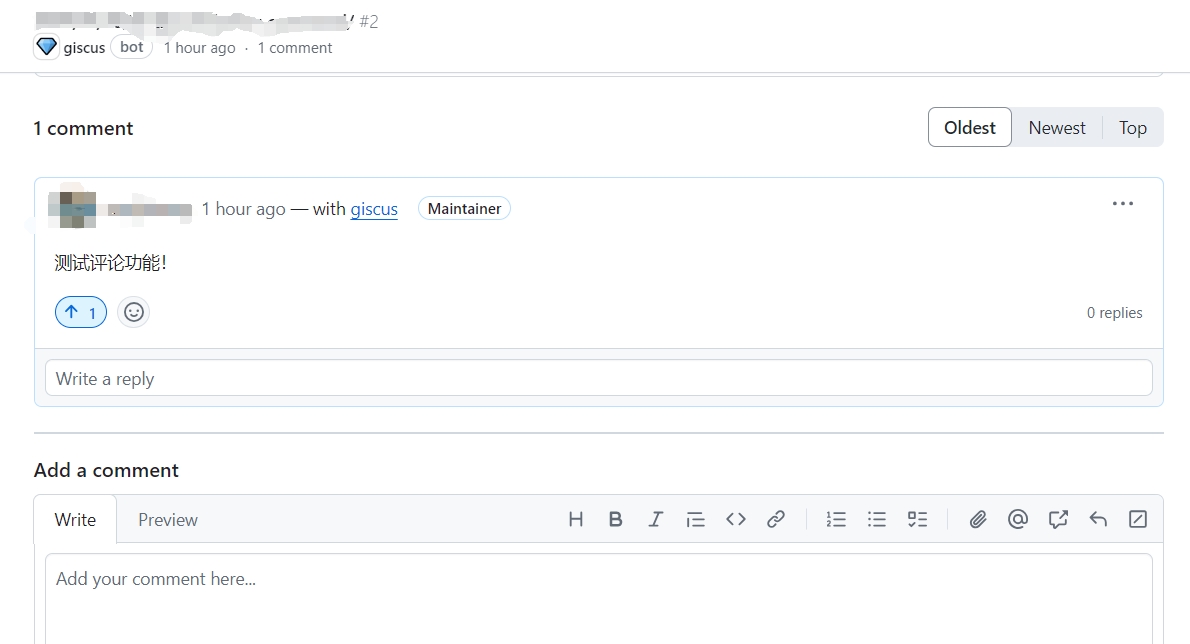 #2
giscus bot 1 hour ago · 1 comment
1 comment
Oldest Newest Top
1 hour ago — with giscus Maintainer
测试评论功能！
1
0 replies
Write a reply
Add a comment
Write Preview
Add your comment here...